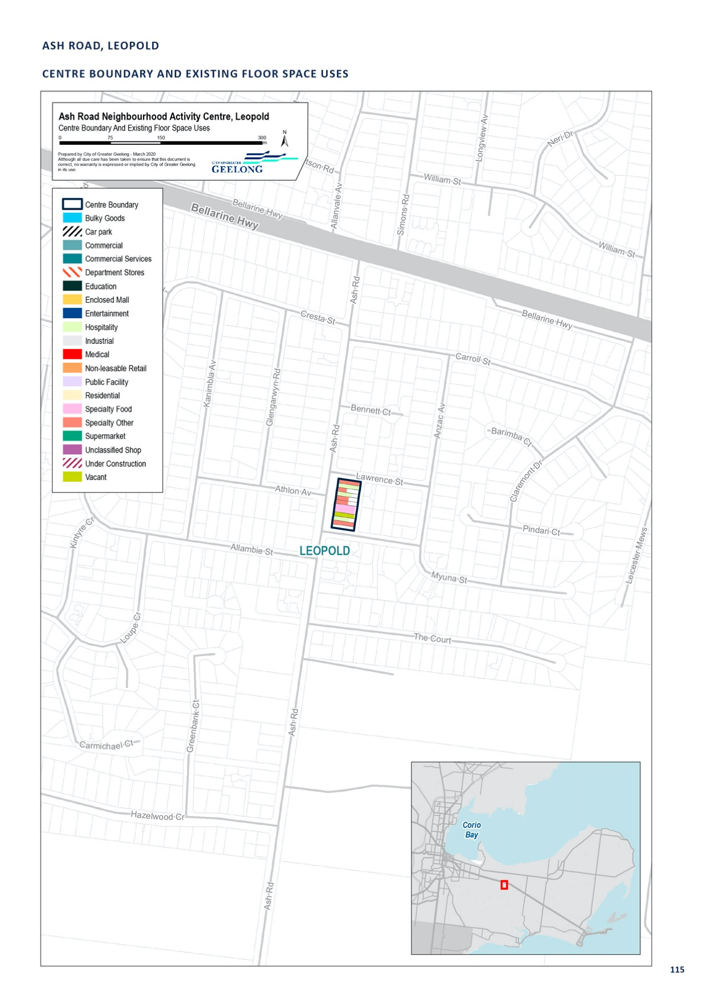 ASH ROAD, LEOPOLD
CENTRE BOUNDARY AND EXISTING FLOOR SPACE USES
Ash Road Neighbourhood Activity Centre, Leopold
Centre Boundary And Existing Floor Space Uses
0 75 150 300
m
N
Prepared by City of Greater Geelong - March 2020
Although all due care has been taken to ensure that this document is
correct, no warranty is expressed or implied by City of Greater Geelong
in its use.
CITY OF GREATER
GEELONG
Centre Boundary
Bulky Goods
Car park
Commercial
Commercial Services
Department Stores
Education
Enclosed Mall
Entertainment
Hospitality
Industrial
Medical
Non-leasable Retail
Public Facility
Residential
Specialty Food
Specialty Other
Supermarket
Unclassified Shop
Under Construction
Vacant
tson Rd
Longview Av
Neri Dr
William St
Allanvale Av
Simons Rd
Bellarine Hwy
Bellarine Hwy
William St
Ash Rd
Cresta St
Bellarine Hwy
Carroll St
Kanimbla Av
Glengarwyn Rd
Bennett Ct
Anzac Av
Ash Rd
Barimba Ct
Lawrence St
Claremont Dr
Athlon Av
Kintyre Cr
Pindari Ct
Allambie St
LEOPOLD
Leicester Mews
Myuna St
Loupe Cr
The Court
Greenbank Ct
Ash Rd
Carmichael Ct
Hazelwood Cr
Corio
Bay
Ash Rd
115